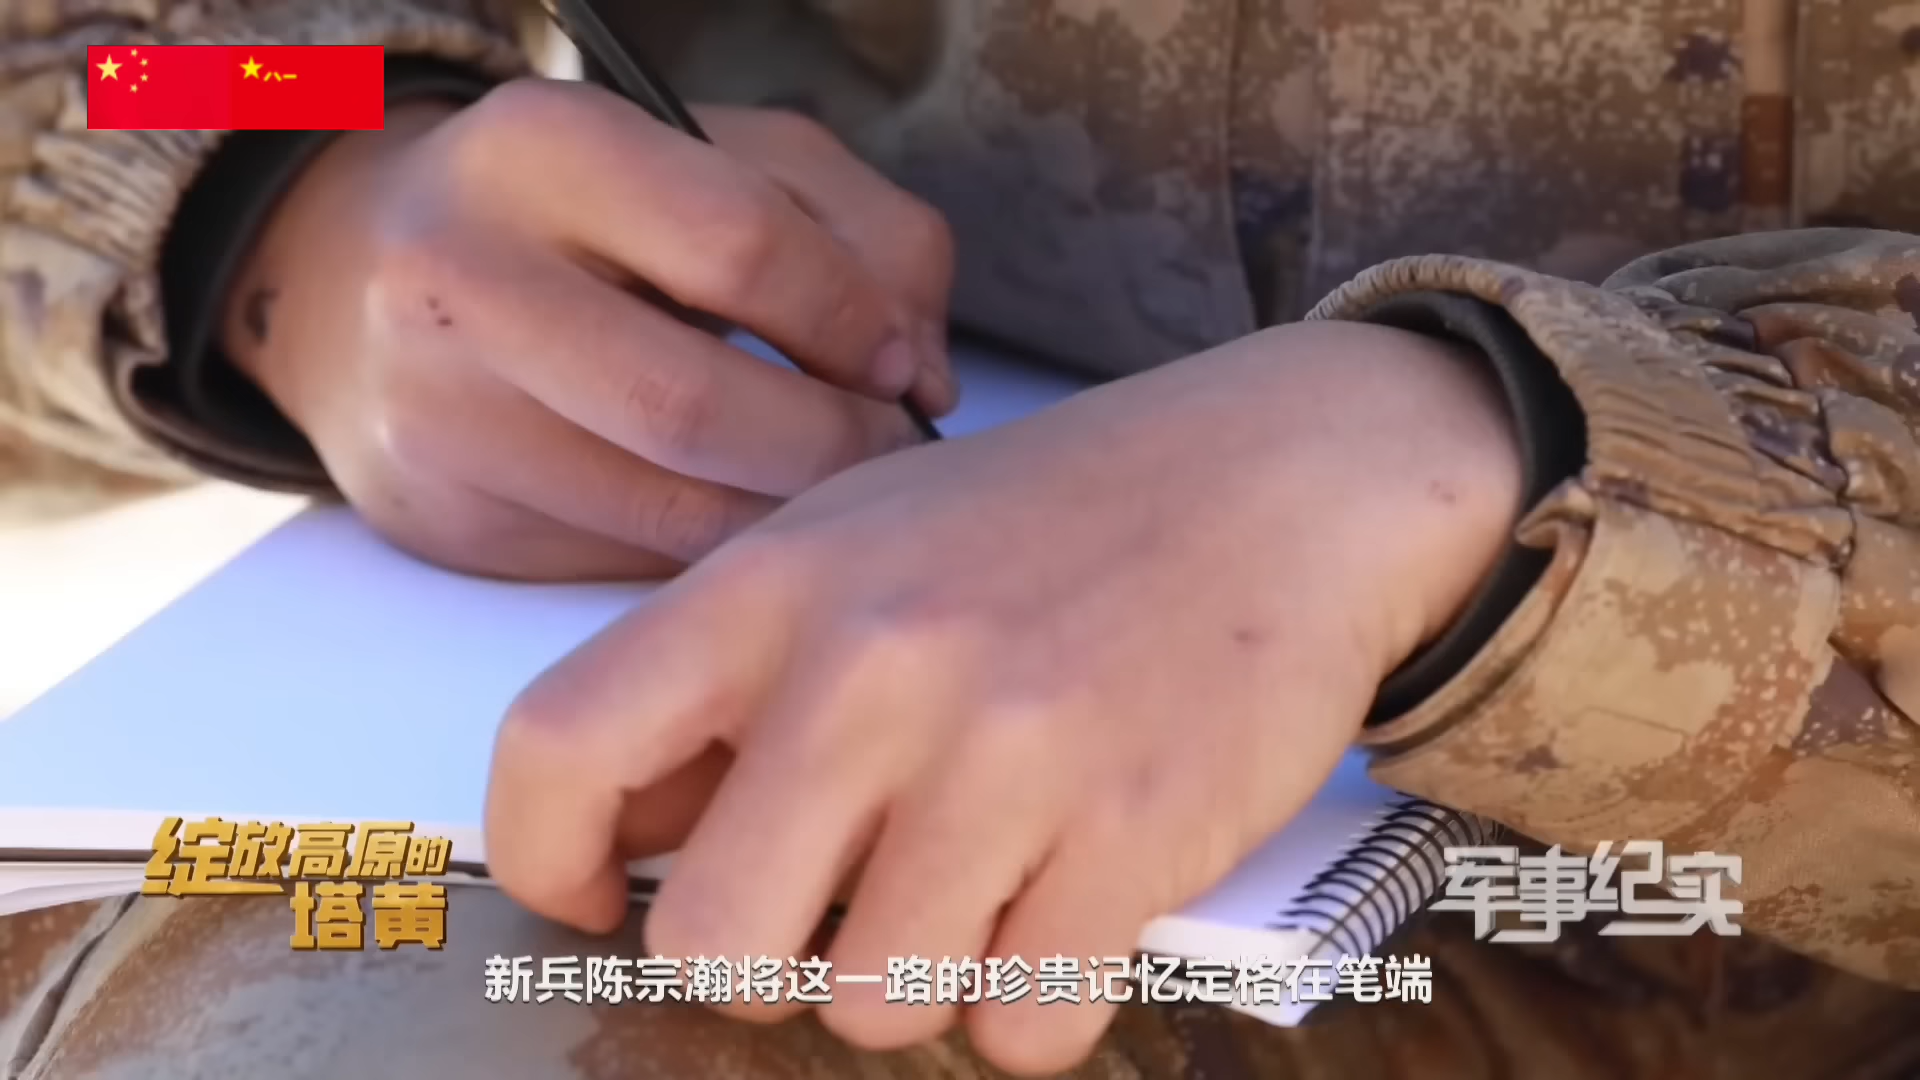 八一
绽放高原的
塔黄
军事纪实
新兵陈宗瀚将这一路的珍贵记忆定格在笔端